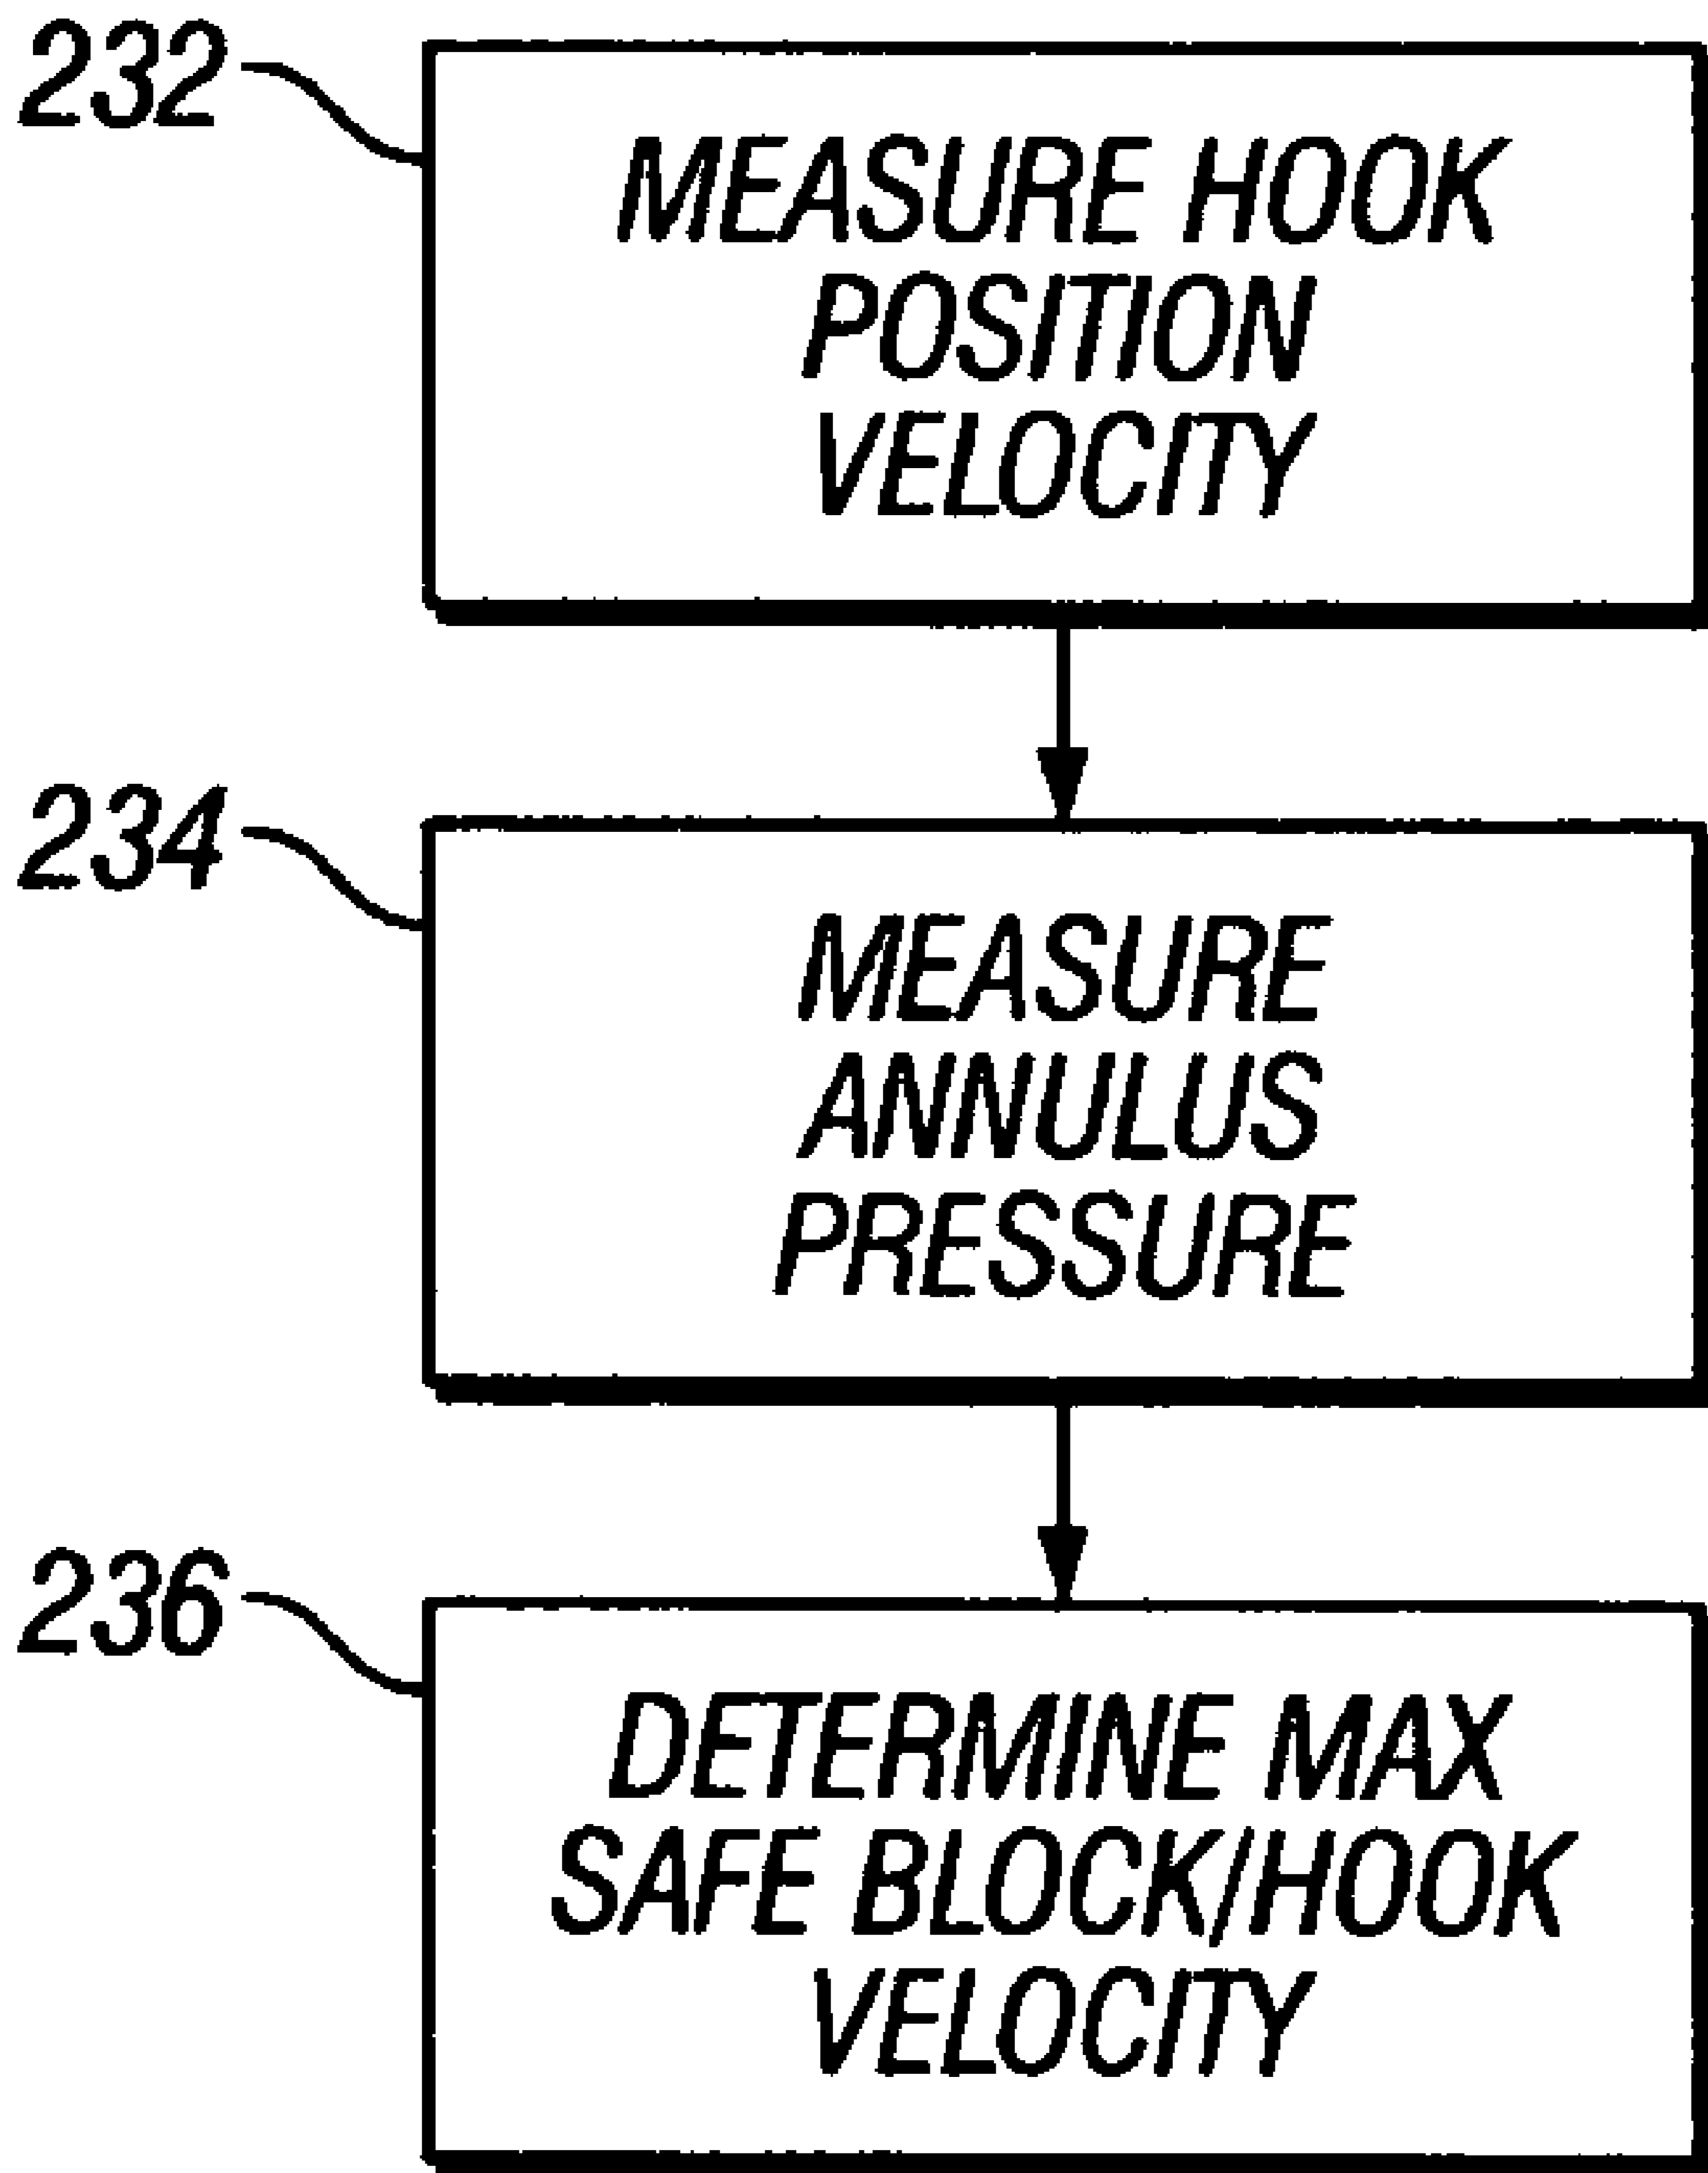 232
MEASURE HOOK
POSITION
VELOCITY
234
MEASURE
ANNULUS
PRESSURE
236
DETERMINE MAX
SAFE BLOCK/HOOK
VELOCITY